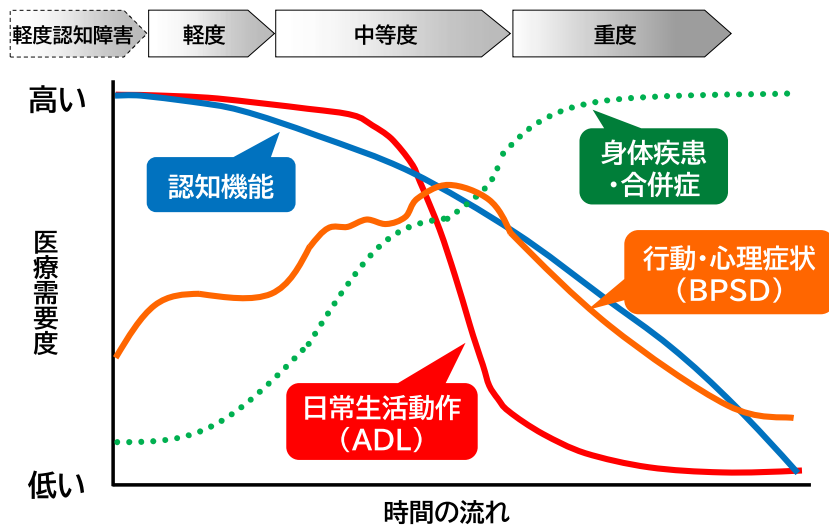 軽度認知障害
軽度
中等度
重度
高い
認知機能
身体疾患
・合併症
医療需要度
行動・心理症状
（BPSD）
日常生活動作
（ADL）
低い
時間の流れ